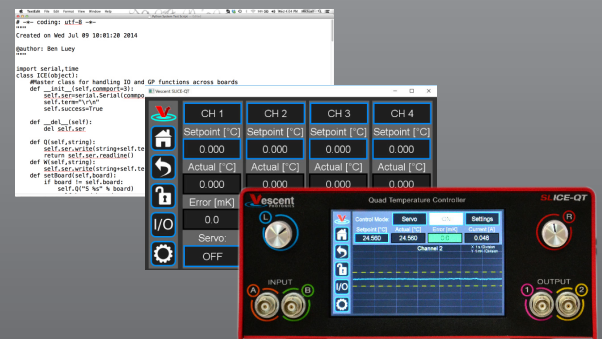 TextEdit File Edit Format View Window Help
# -*- coding: utf-8 -*-
"""
Created on Wed Jul 09 10:01:20 2014
@author: Ben Luey
"""
import serial,time
class ICE(object):
#Master class for handling IO and GP functions across boards
def __init__(self,commport=3):
self.ser=serial.Serial(commpo
self.term="\r\n"
self.success=True
def __del__(self):
del self.ser
def Q(self,string):
self.ser.write(string+self.te
return self.ser.readline()
def W(self,string):
self.ser.write(string+self.te
def setBoard(self,board):
if board != self.board:
self.Q("S %s" % board)
Vescent SLICE-QT
CH 1 CH 2 CH 3 CH 4
Setpoint [°C] Setpoint [°C] Setpoint [°C] Setpoint [°C]
0.000 0.000 0.000 0.000
Actual [°C] Actual [°C] Actual [°C] Actual [°C]
0.000 0.000 0.000 0.000
Error [mK]
0.0
Servo:
OFF
I/O
Vescent
PHOTONICS
Quad Temperature Controller
SLICE-QT
L
R
Control Mode: Servo Settings
Setpoint [°C] Actual [°C] Error [mK] Current [A]
24.560 24.560 0.0 0.046
Channel 2
I/O
INPUT
A B
OUTPUT
1 2